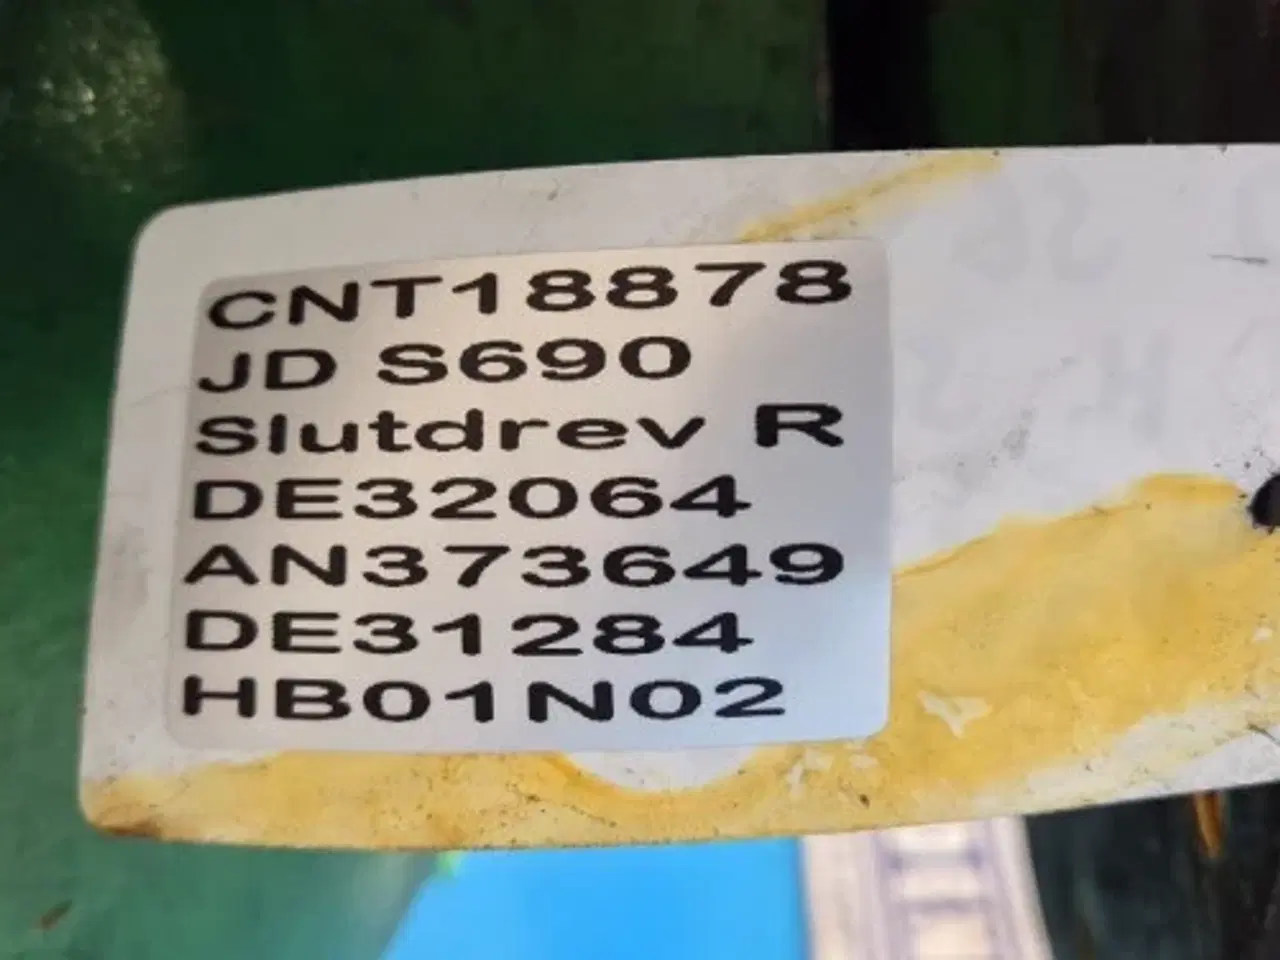 CNT18878
JD S690
Slutdrev R
DE32064
AN373649
DE31284
HB01N02